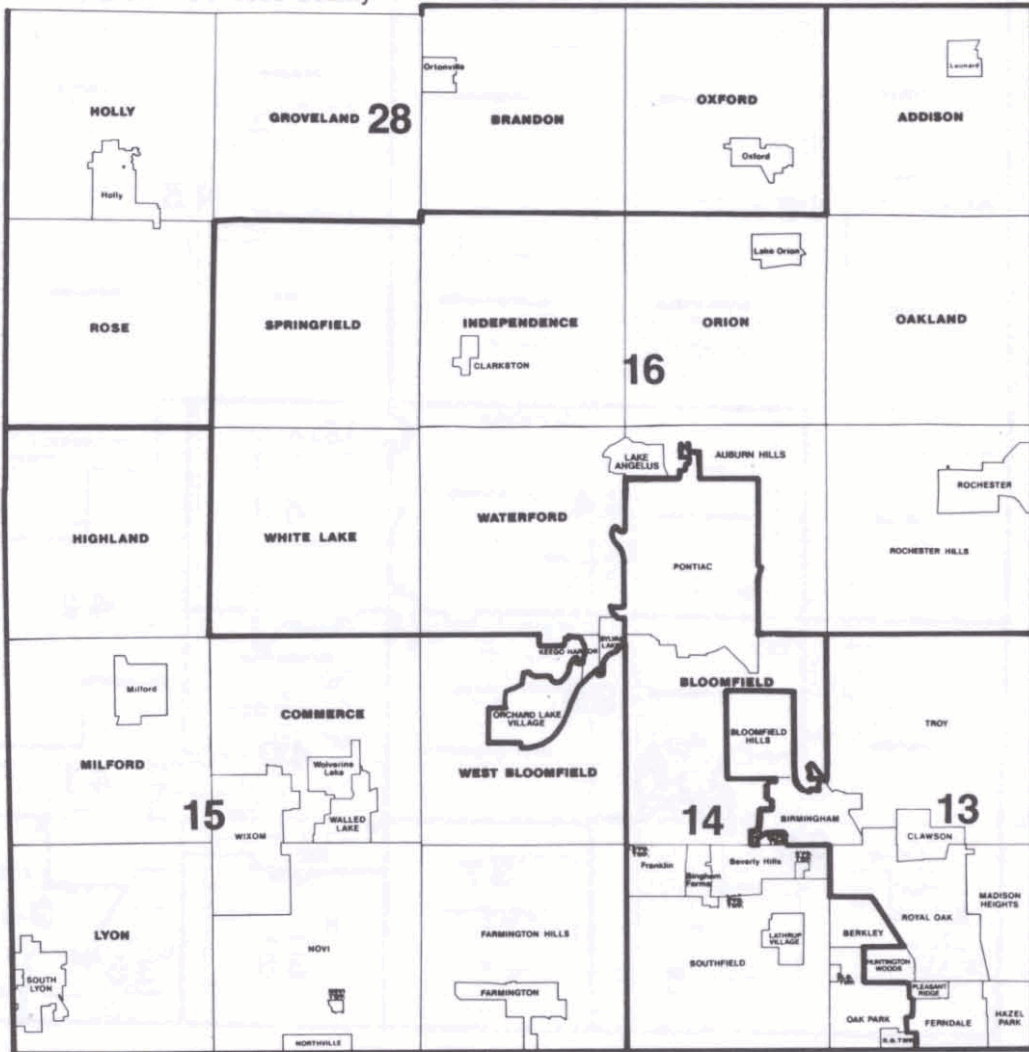 Leonard
Ortonville
HOLLY
GROVELAND
28
BRANDON
OXFORD
ADDISON
Oxford
Holly
Lake Orion
ROSE
SPRINGFIELD
INDEPENDENCE
ORION
OAKLAND
CLARKSTON
16
LAKE
ANGELUS
AUBURN HILLS
ROCHESTER
HIGHLAND
WHITE LAKE
WATERFORD
PONTIAC
ROCHESTER HILLS
KEEGO HARBOR
BLOOMFIELD
Milford
COMMERCE
ORCHARD LAKE
VILLAGE
BLOOMFIELD
HILLS
TROY
MILFORD
Wolverine
Lake
WEST BLOOMFIELD
15
WALLED
LAKE
WIXOM
14
BIRMINGHAM
13
CLAWSON
Franklin
Bingham
Farms
Beverly Hills
MADISON
HEIGHTS
LYON
NOVI
FARMINGTON HILLS
SOUTHFIELD
LATHRUP
VILLAGE
BERKLEY
ROYAL OAK
HUNTINGTON
WOODS
SOUTH
LYON
FARMINGTON
PLEASANT
RIDGE
OAK PARK
FERNDALE
HAZEL
PARK
NORTHVILLE